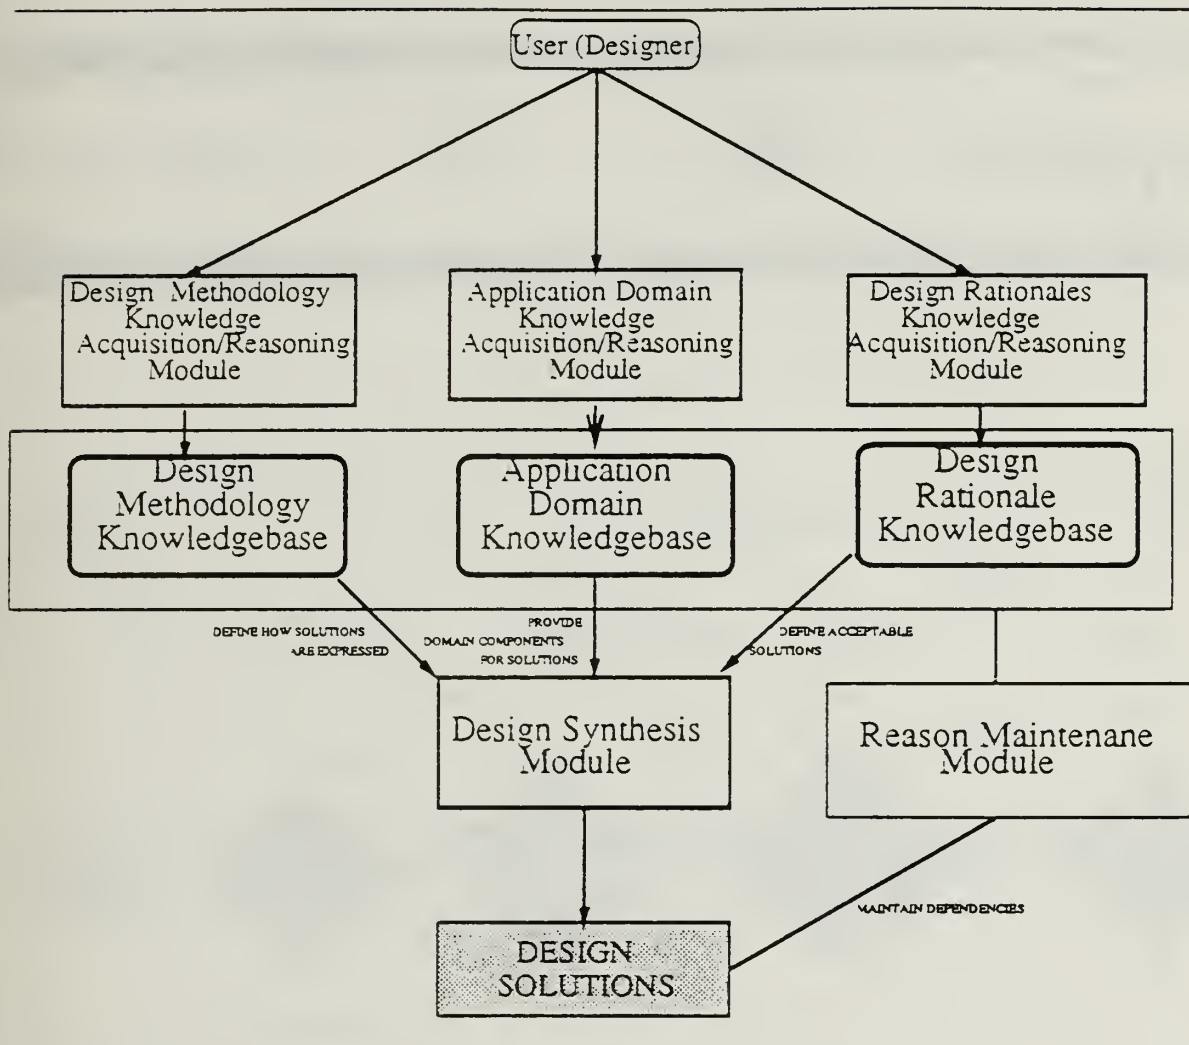 User (Designer
Design Methodology
Knowledge
Acquisition/Reasoning
Module
Application Domain
Knowledge
Acquisition/Reasoning
Module
Design Rationales
Knowledge
Acquisition/Reasoning
Module
Design
Methodology
Knowledgebase
Application
Domain
Knowledgebase
Design
Rationale
Knowledgebase
DEFINE HOW SOLUTIONS
ARE EXPRESSED
PROVIDE
DOMAIN COMPONENTS
FOR SOLUTIONS
DEFINE ACCEPTABLE
SOLUTIONS
Design Synthesis
Module
Reason Maintenane
Module
MAINTAIN DEPENDENCIES
DESIGN
SOLUTIONS